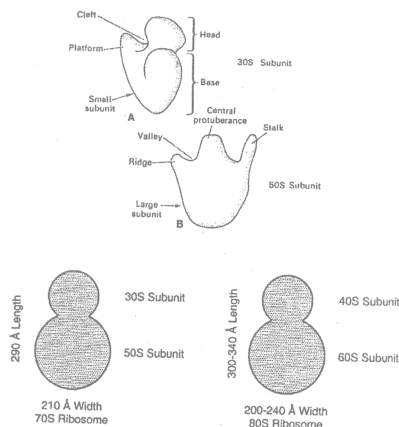 Cleft
Head
Platform
30S Subunit
Base
Small
subunit
A
Central
protuberance
Valley
Stalk
Ridge
50S Subunit
Large
subunit
B
290 Å Length
30S Subunit
50S Subunit
210 Å Width
70S Ribosome
300-340 Å Length
40S Subunit
60S Subunit
200-240 Å Width
80S Ribosome